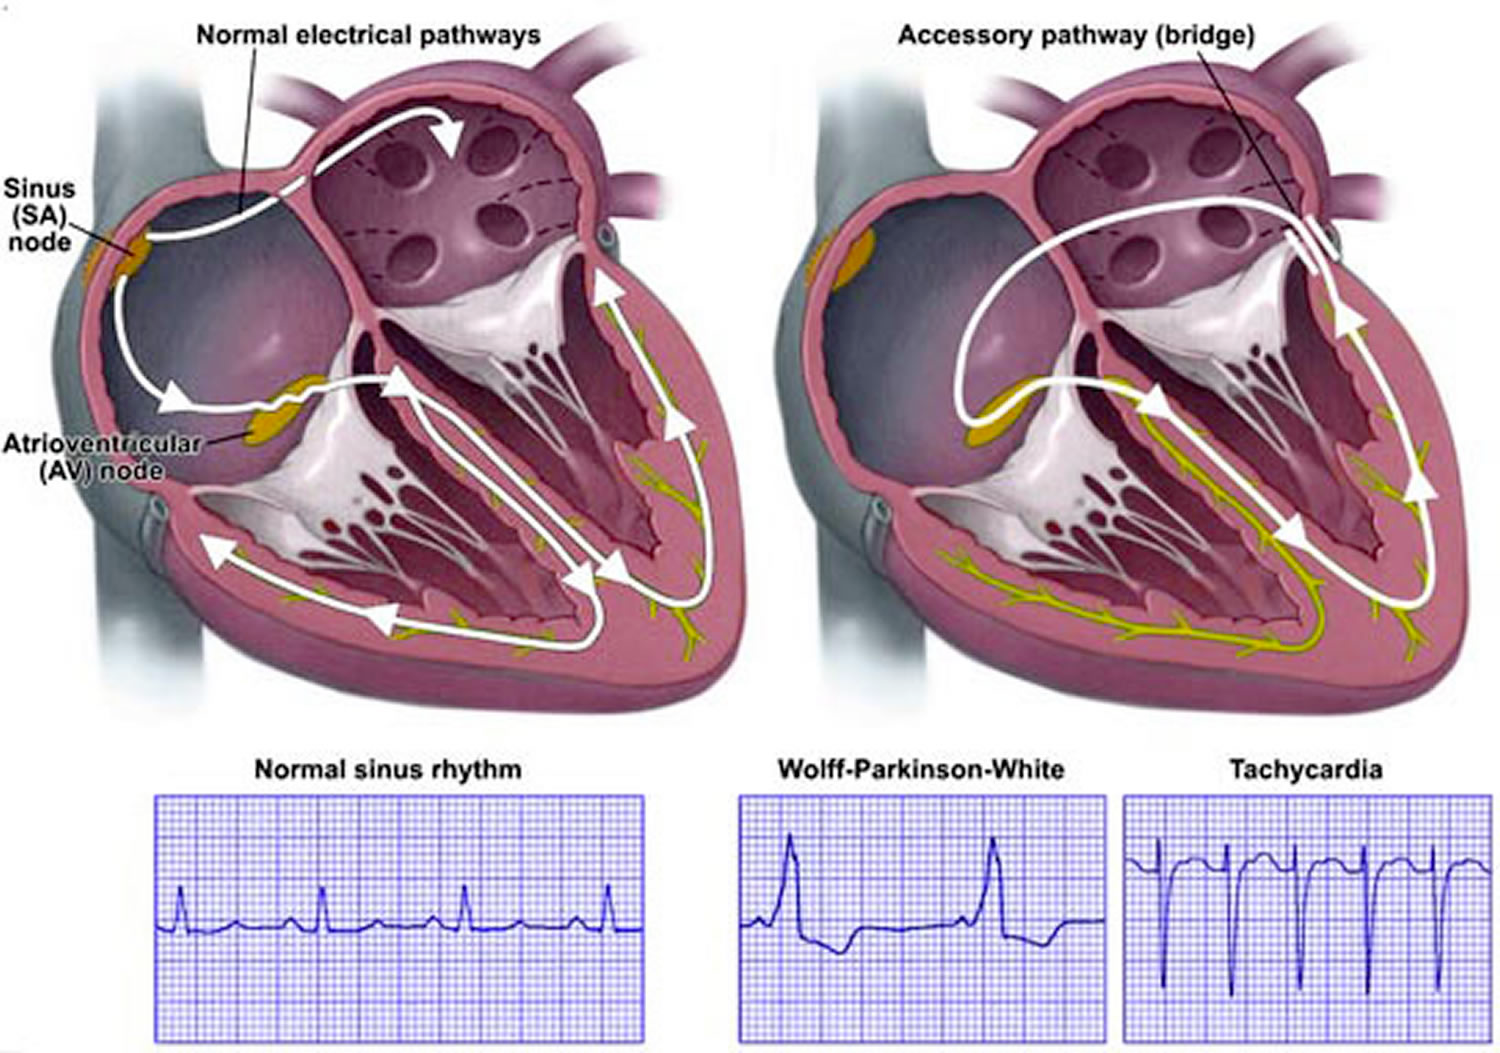 Normal electrical pathways
Accessory pathway (bridge)
Sinus
(SA)
node
Atrioventricular
(AV) node
Normal sinus rhythm
Wolff-Parkinson-White
Tachycardia